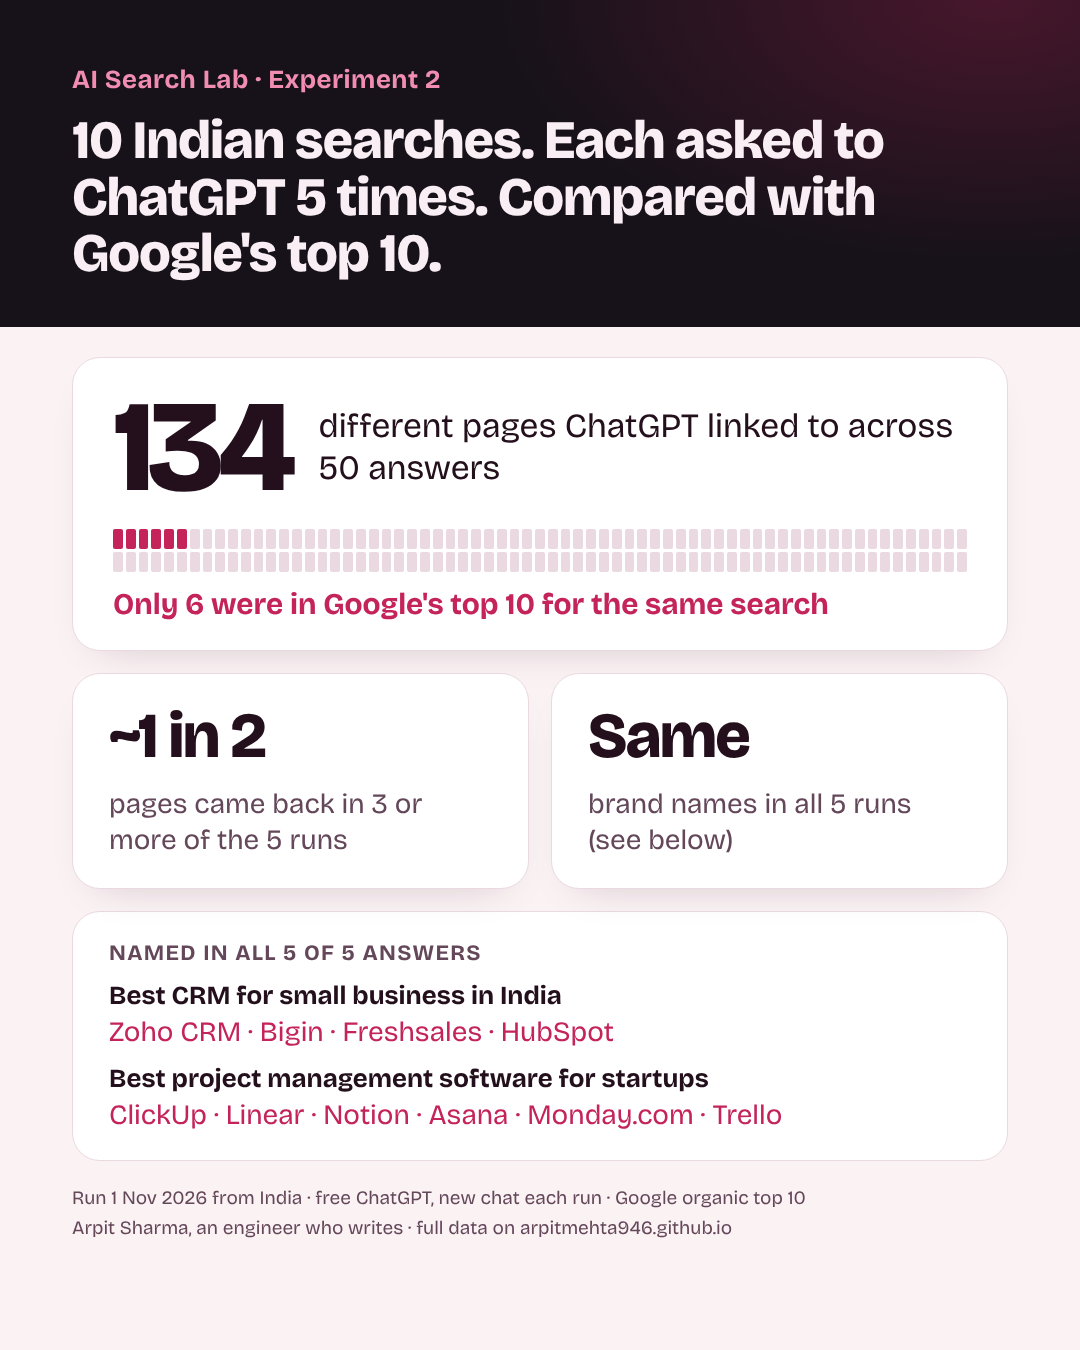 AI Search Lab · Experiment 2
10 Indian searches. Each asked to
ChatGPT 5 times. Compared with
Google's top 10.
134
different pages ChatGPT linked to across
50 answers
Only 6 were in Google's top 10 for the same search
~1 in 2
pages came back in 3 or
more of the 5 runs
Same
brand names in all 5 runs
(see below)
NAMED IN ALL 5 OF 5 ANSWERS
Best CRM for small business in India
Zoho CRM · Bigin · Freshsales · HubSpot
Best project management software for startups
ClickUp · Linear · Notion · Asana · Monday.com · Trello
Run 1 Nov 2026 from India · free ChatGPT, new chat each run · Google organic top 10
Arpit Sharma, an engineer who writes · full data on arpitmehta946.github.io